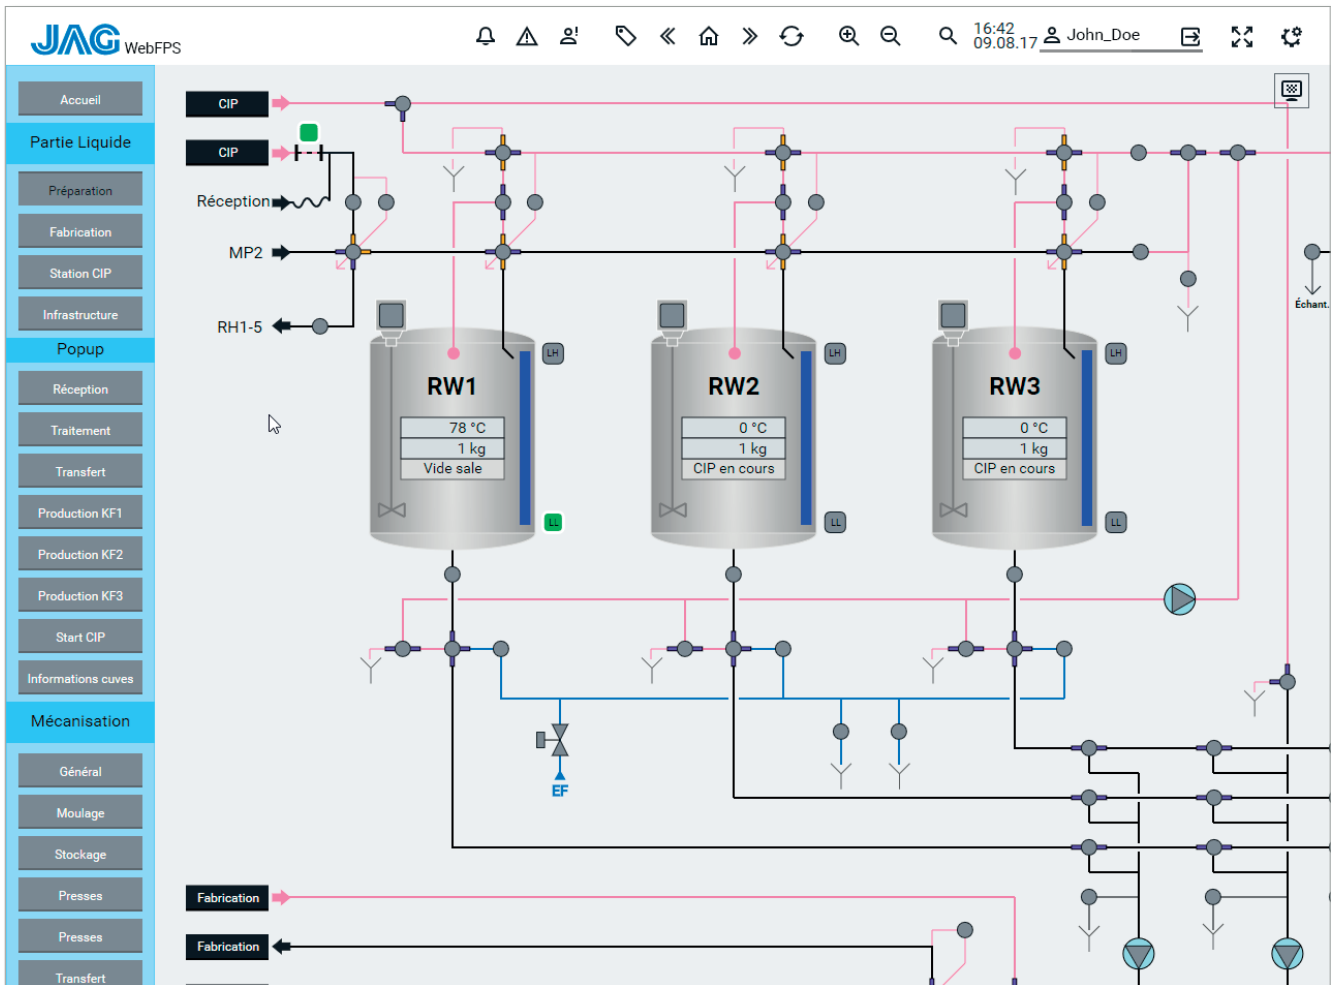 JAG WebFPS
16:42
09.08.17
John_Doe
Accueil
Partie Liquide
Préparation
Fabrication
Station CIP
Infrastructure
Popup
Réception
Traitement
Transfert
Production KF1
Production KF2
Production KF3
Start CIP
Informations cuves
Mécanisation
Général
Moulage
Stockage
Presses
Presses
Transfert
CIP
CIP
Réception
MP2
RH1-5
Échant.
LH
LH
LH
RW1
RW2
RW3
78 °C
1 kg
Vide sale
0 °C
1 kg
CIP en cours
0 °C
1 kg
CIP en cours
LL
LL
LL
EF
Fabrication
Fabrication